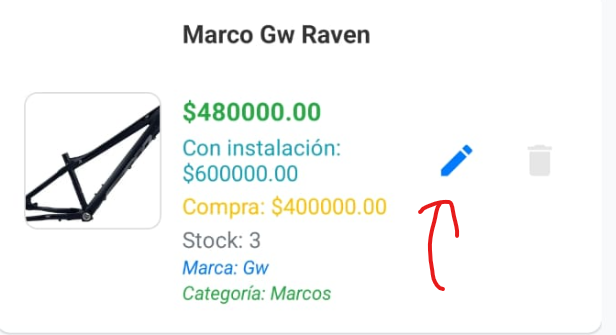 Marco Gw Raven
$480000.00
Con instalación:
$600000.00
Compra: $400000.00
Stock: 3
Marca: Gw
Categoría: Marcos